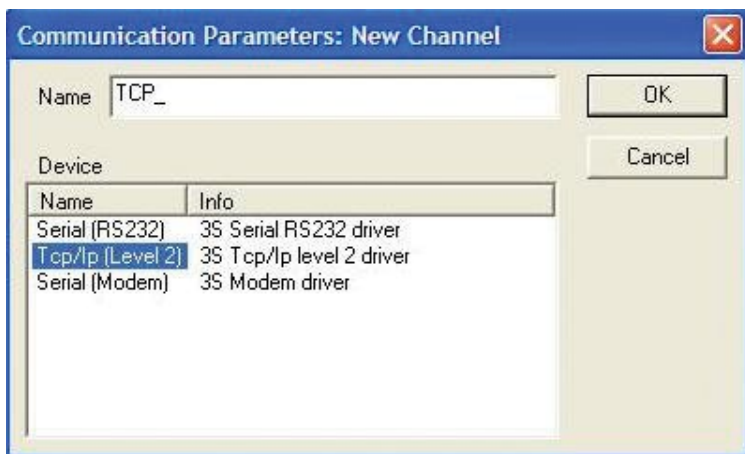 Communication Parameters: New Channel
Name TCP_ OK
Cancel
Device
Name Info
Serial (RS232) 3S Serial RS232 driver
Tcp/Ip (Level 2) 3S Tcp/Ip level 2 driver
Serial (Modem) 3S Modem driver